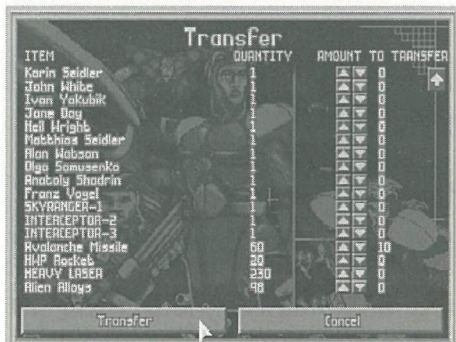 Transfer
ITEM QUANTITY AMOUNT TO TRANSFER
Karin Seidler 1 0
John White 1 0
Ivan Yakubik 1 0
Jane Day 1 0
Neil Wright 1 0
Matthias Seidler 1 0
Alan Watson 1 0
Olga Samusenko 1 0
Anatoly Shadrin 1 0
Franz Vogel 1 0
SKYRANGER-1 1 0
INTERCEPTOR-2 1 0
INTERCEPTOR-3 1 0
Avalanche Missile 60 10
HWP Rocket 20 0
HEAVY LASER 230 0
Alien Alloys 98 0
Transfer Cancel